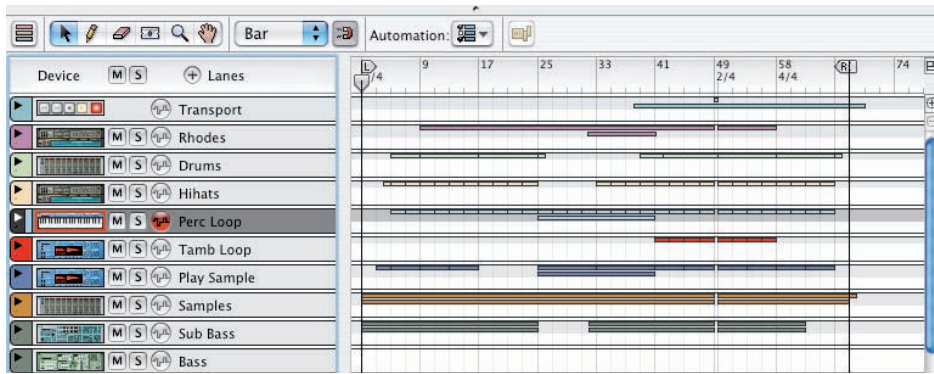 Bar Automation:
Device M S Lanes
L 9 17 25 33 41 49 58 R 74
/4 2/4 4/4
Transport
M S Rhodes
M S Drums
M S Hihats
M S Perc Loop
M S Tamb Loop
M S Play Sample
M S Samples
M S Sub Bass
M S Bass